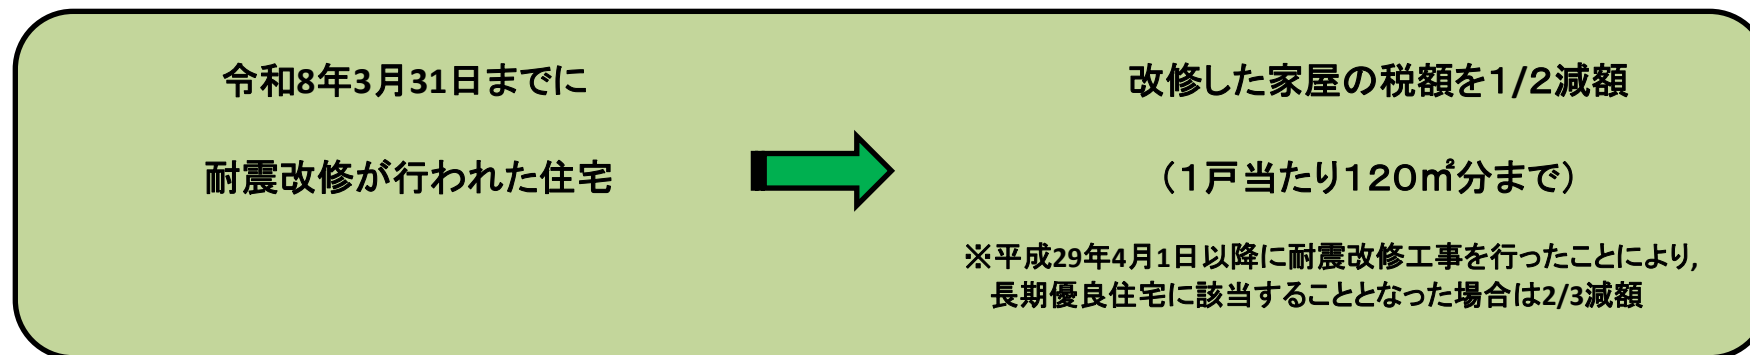 令和8年3月31日までに
耐震改修が行われた住宅
改修した家屋の税額を１/２減額
（１戸当たり１２０㎡分まで）
※平成29年4月1日以降に耐震改修工事を行ったことにより,
長期優良住宅に該当することとなった場合は2/3減額